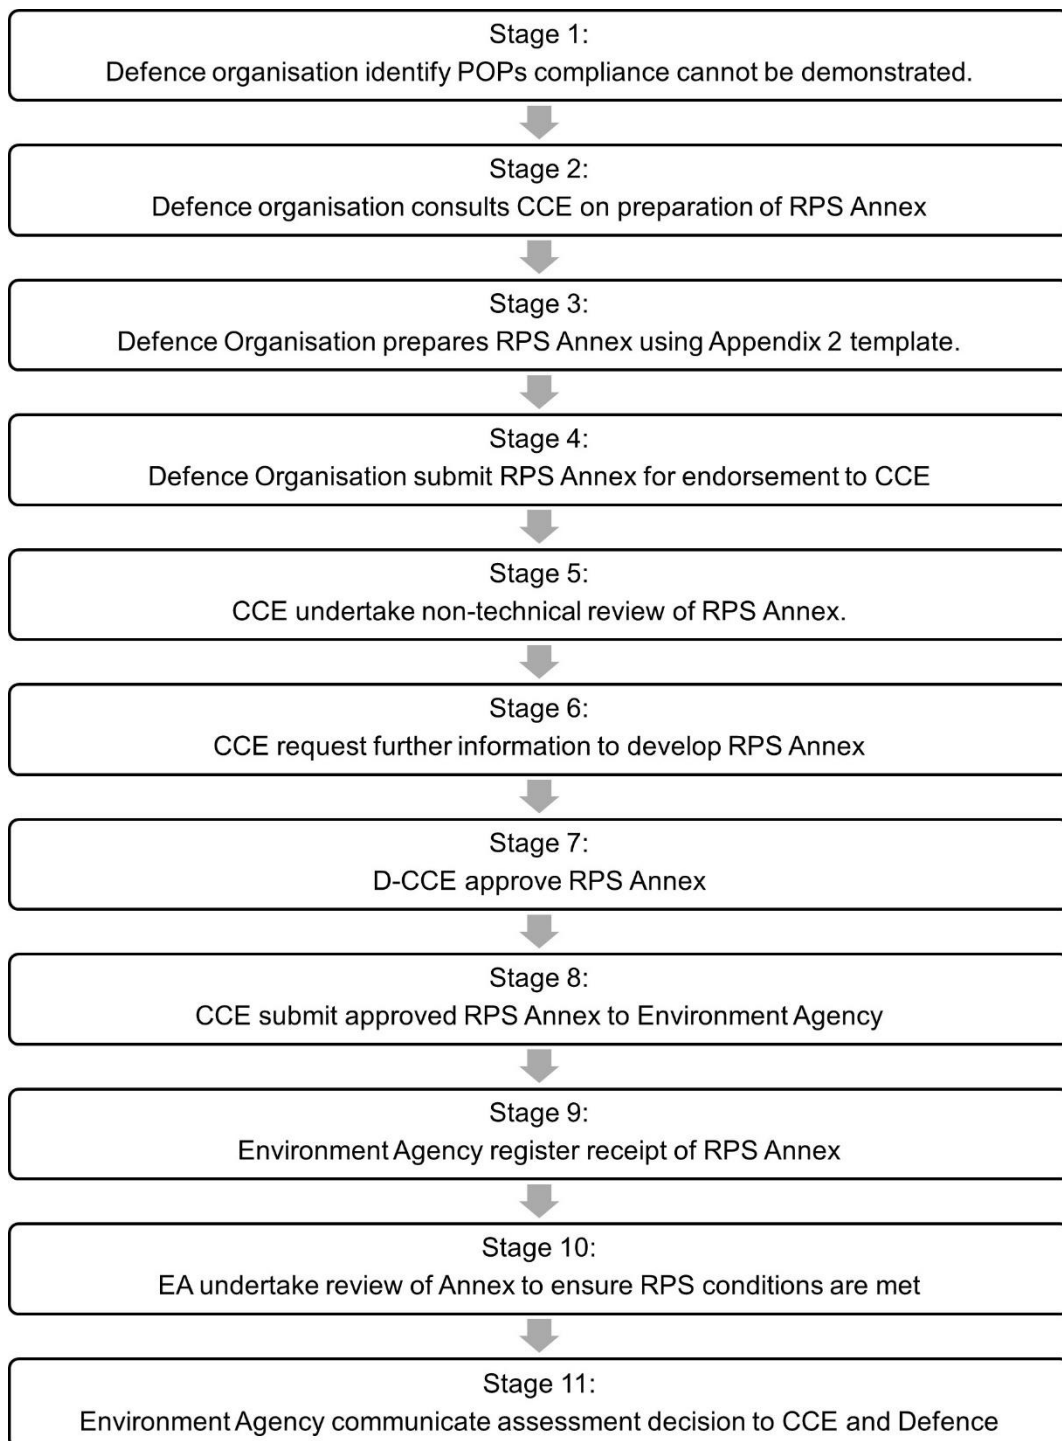 Stage 1:
Defence organisation identify POPs compliance cannot be demonstrated.
Stage 2:
Defence organisation consults CCE on preparation of RPS Annex
Stage 3:
Defence Organisation prepares RPS Annex using Appendix 2 template.
Stage 4:
Defence Organisation submit RPS Annex for endorsement to CCE
Stage 5:
CCE undertake non-technical review of RPS Annex.
Stage 6:
CCE request further information to develop RPS Annex
Stage 7:
D-CCE approve RPS Annex
Stage 8:
CCE submit approved RPS Annex to Environment Agency
Stage 9:
Environment Agency register receipt of RPS Annex
Stage 10:
EA undertake review of Annex to ensure RPS conditions are met
Stage 11:
Environment Agency communicate assessment decision to CCE and Defence